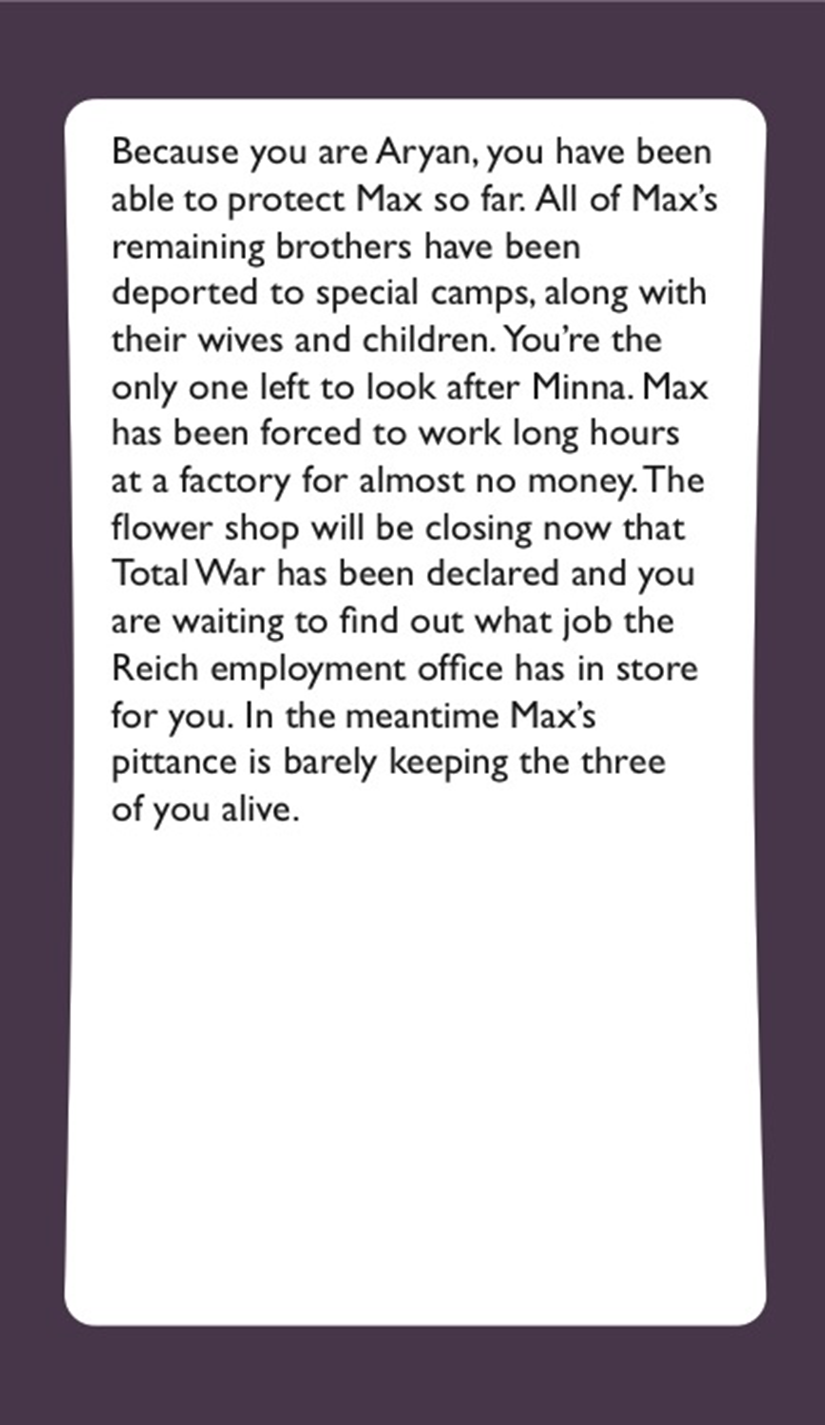 Because you are Aryan, you have been
able to protect Max so far. All of Max’s
remaining brothers have been
deported to special camps, along with
their wives and children. You’re the
only one left to look after Minna. Max
has been forced to work long hours
at a factory for almost no money. The
flower shop will be closing now that
Total War has been declared and you
are waiting to find out what job the
Reich employment office has in store
for you. In the meantime Max’s
pittance is barely keeping the three
of you alive.